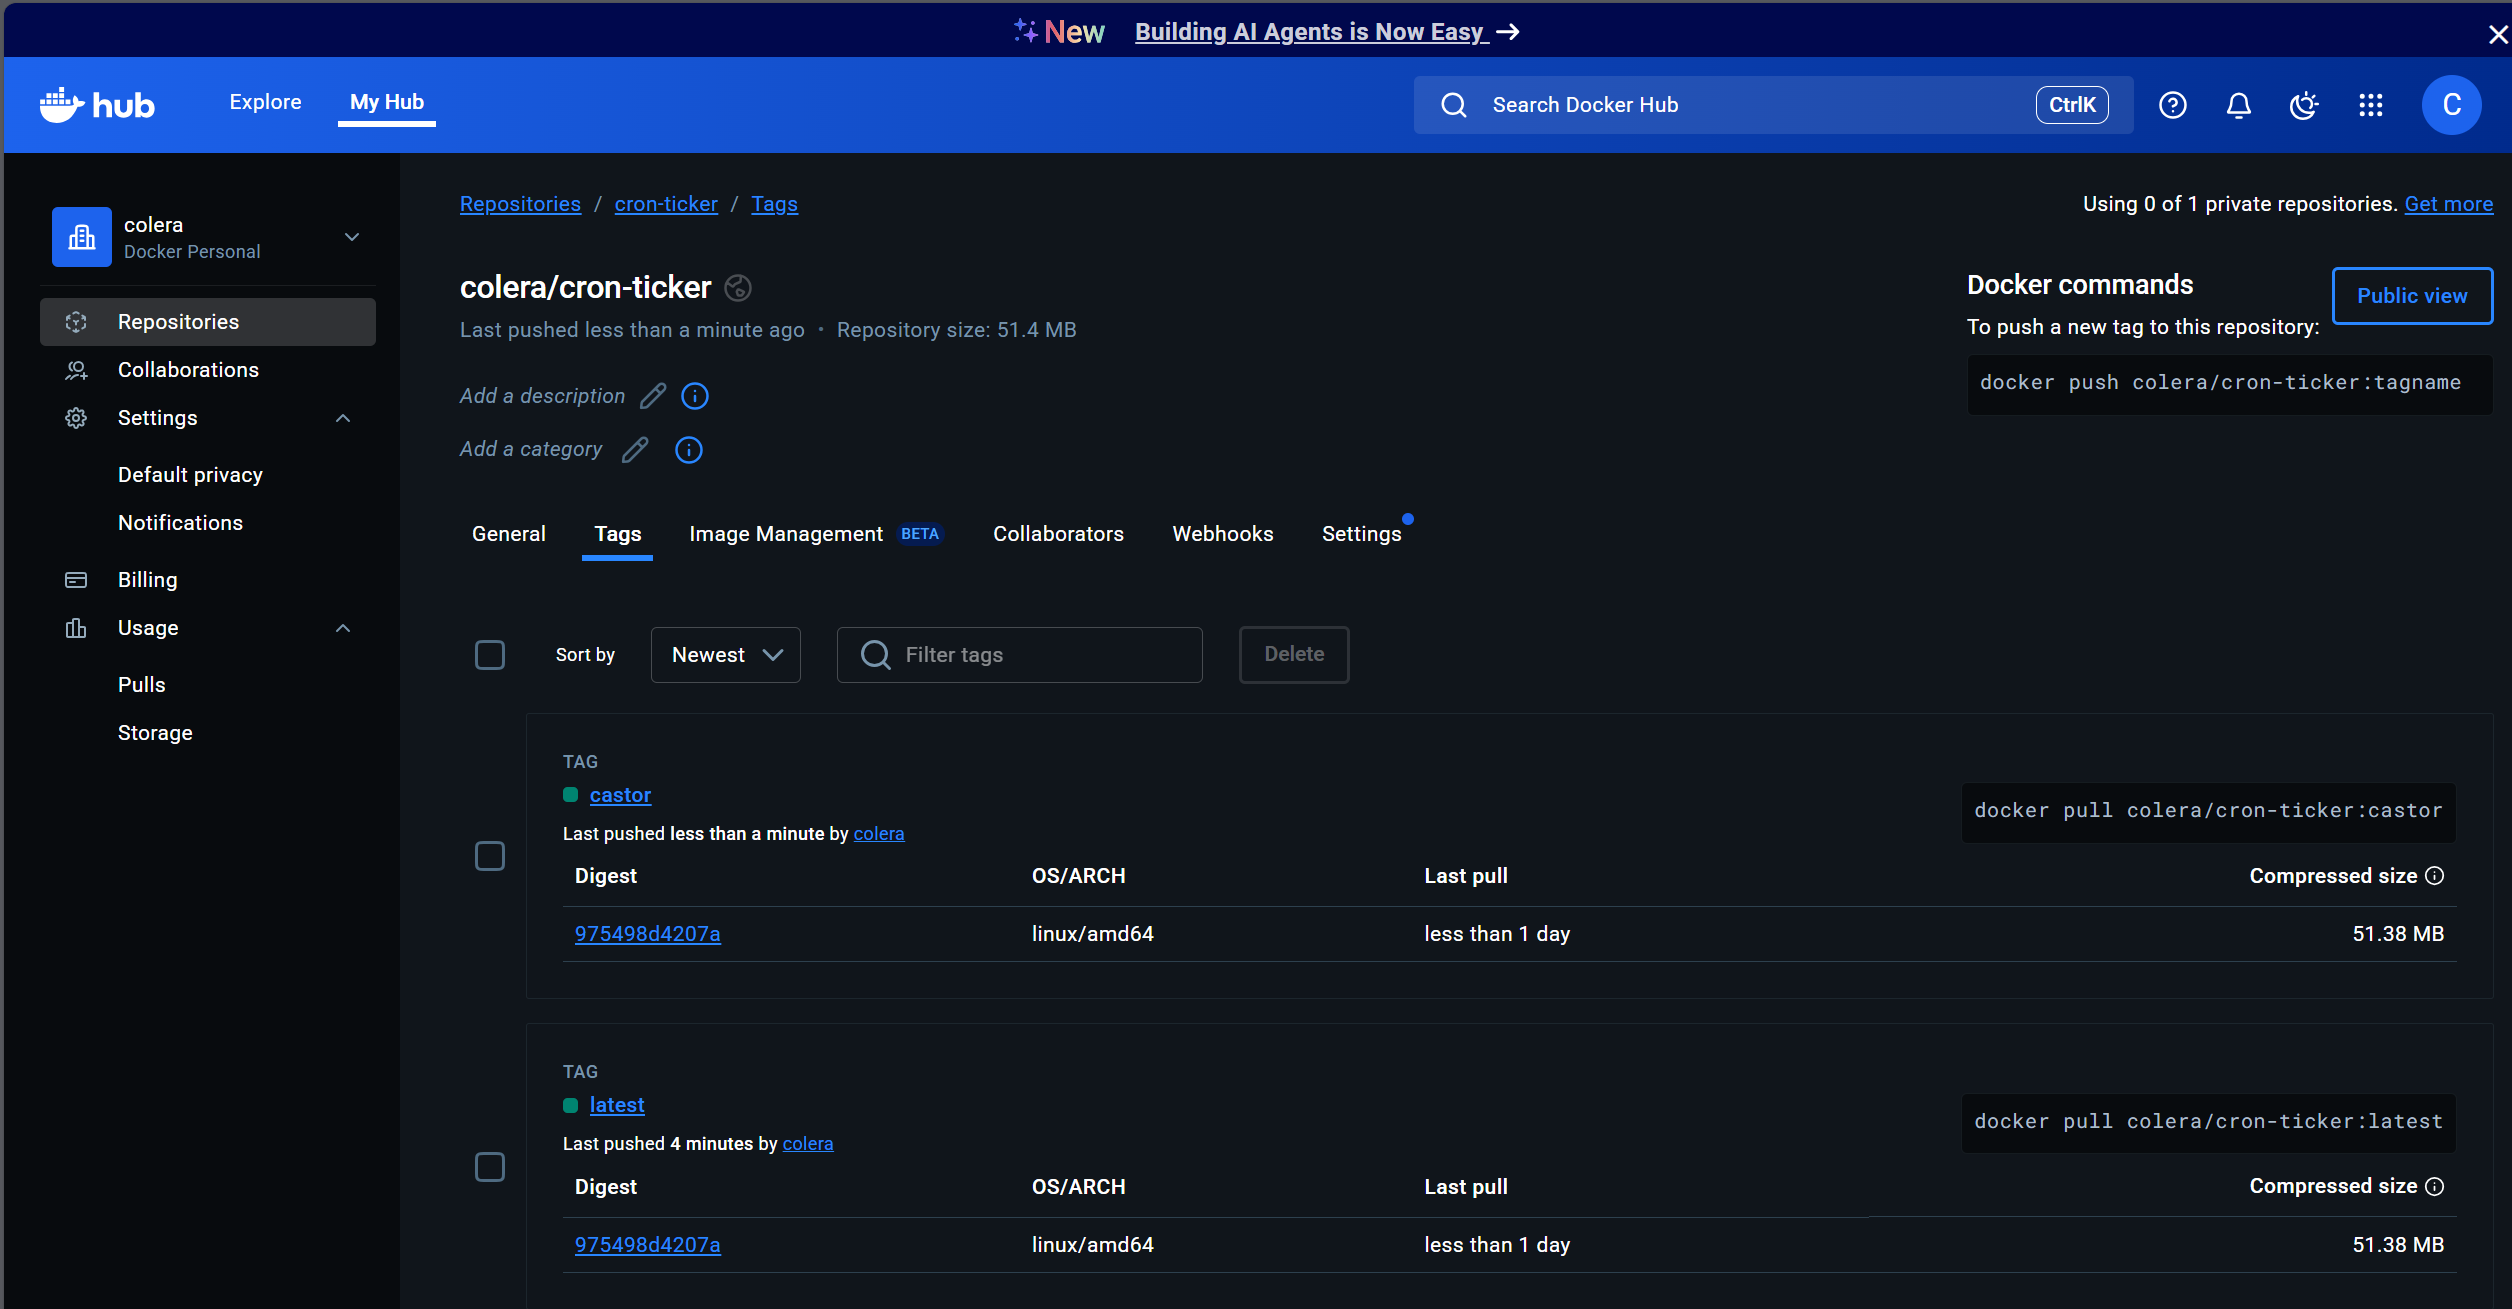 New Building AI Agents is Now Easy →
hub
Explore
My Hub
Search Docker Hub
CtrlK
C
colera
Docker Personal
Repositories
Collaborations
Settings
Default privacy
Notifications
Billing
Usage
Pulls
Storage
Repositories / cron-ticker / Tags
Using 0 of 1 private repositories. Get more
colera/cron-ticker
Last pushed less than a minute ago • Repository size: 51.4 MB
Add a description
Add a category
Docker commands
Public view
To push a new tag to this repository:
docker push colera/cron-ticker:tagname
General
Tags
Image Management BETA
Collaborators
Webhooks
Settings
Sort by
Newest
Filter tags
Delete
TAG
castor
Last pushed less than a minute by colera
docker pull colera/cron-ticker:castor
Digest OS/ARCH Last pull Compressed size
975498d4207a linux/amd64 less than 1 day 51.38 MB
TAG
latest
Last pushed 4 minutes by colera
docker pull colera/cron-ticker:latest
Digest OS/ARCH Last pull Compressed size
975498d4207a linux/amd64 less than 1 day 51.38 MB